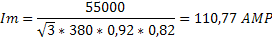 Im = 55000 / (√3 * 380 * 0,92 * 0,82) = 110,77 AMP